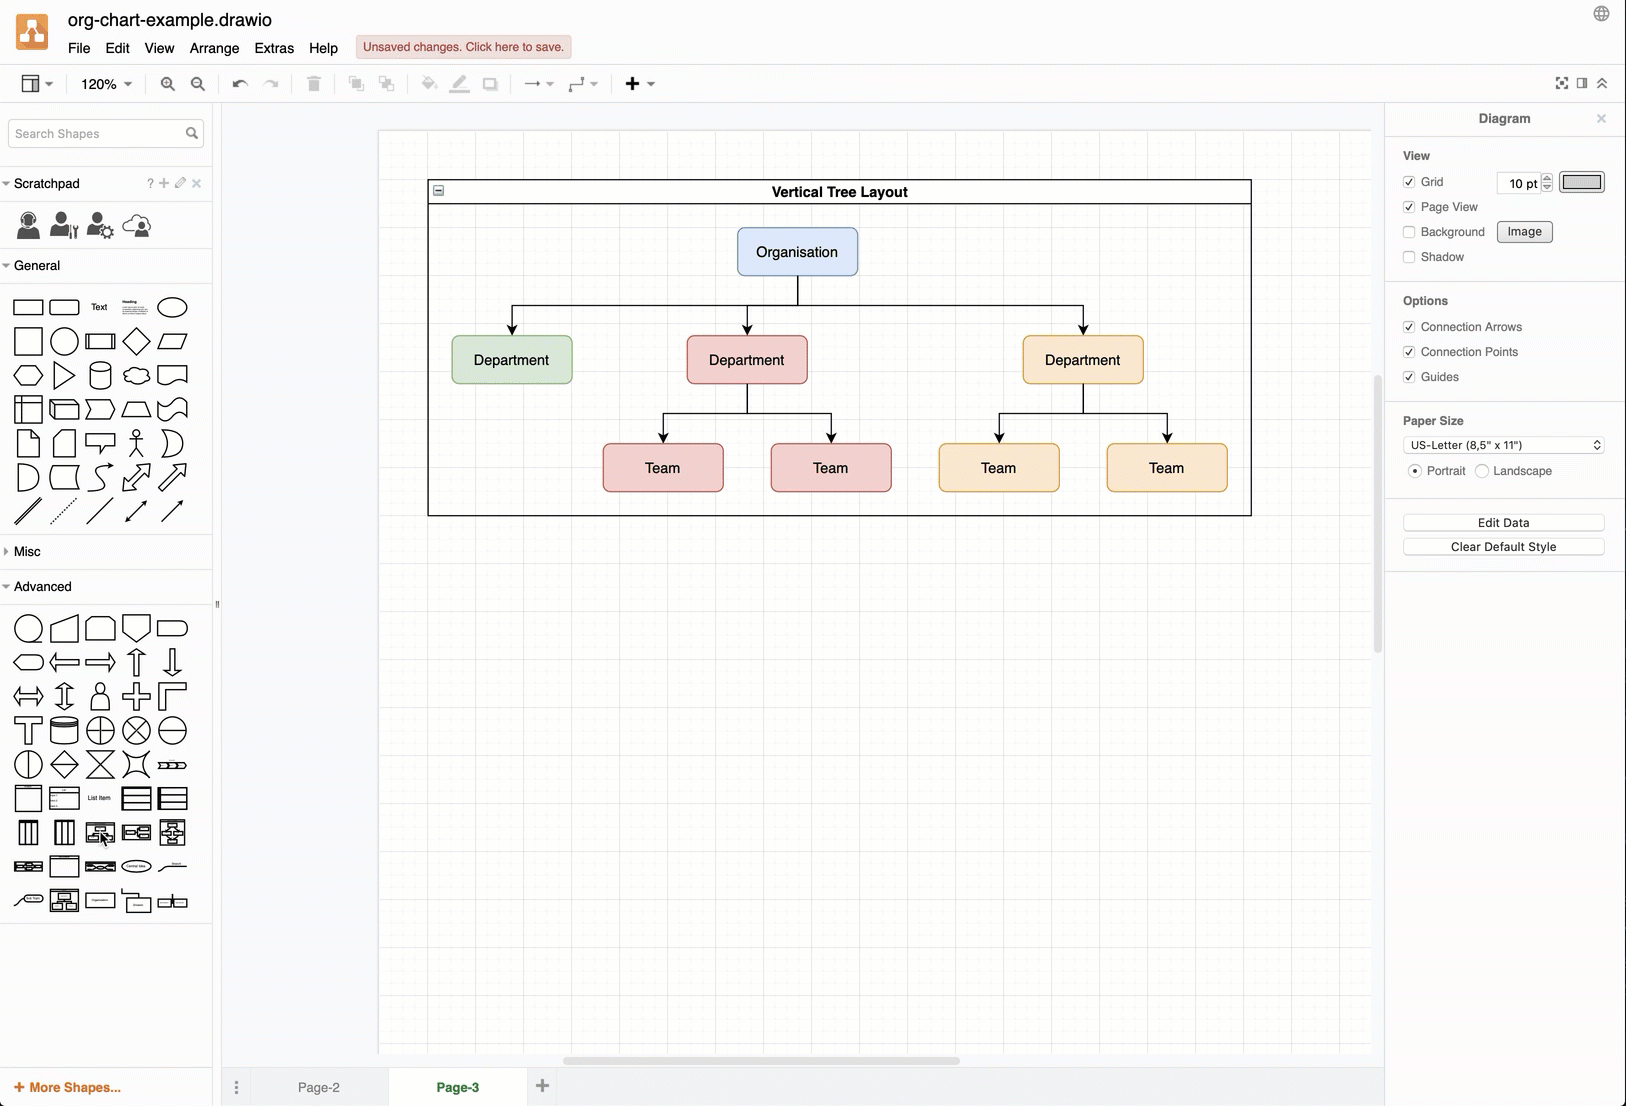 org-chart-example.drawio
File Edit View Arrange Extras Help Unsaved changes. Click here to save.
120%
Search Shapes
Scratchpad ?
General
Text
Heading
Misc
Advanced
List Item
+ More Shapes...
Vertical Tree Layout
Organisation
Department Department Department
Team Team Team Team
Page-2 Page-3
Diagram
View
Grid 10 pt
Page View
Background Image
Shadow
Options
Connection Arrows
Connection Points
Guides
Paper Size
US-Letter (8,5" x 11")
Portrait Landscape
Edit Data
Clear Default Style